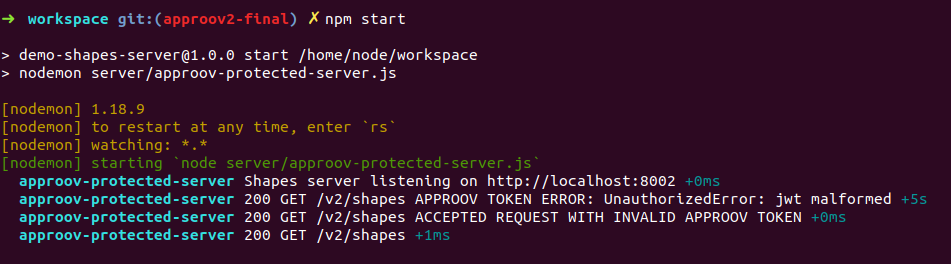 ➜ workspace git:(approov2-final) ✗ npm start
> demo-shapes-server@1.0.0 start /home/node/workspace
> nodemon server/approov-protected-server.js
[nodemon] 1.18.9
[nodemon] to restart at any time, enter `rs`
[nodemon] watching: *.*
[nodemon] starting `node server/approov-protected-server.js`
approov-protected-server Shapes server listening on http://localhost:8002 +0ms
approov-protected-server 200 GET /v2/shapes APPROOV TOKEN ERROR: UnauthorizedError: jwt malformed +5s
approov-protected-server 200 GET /v2/shapes ACCEPTED REQUEST WITH INVALID APPROOV TOKEN +0ms
approov-protected-server 200 GET /v2/shapes +1ms